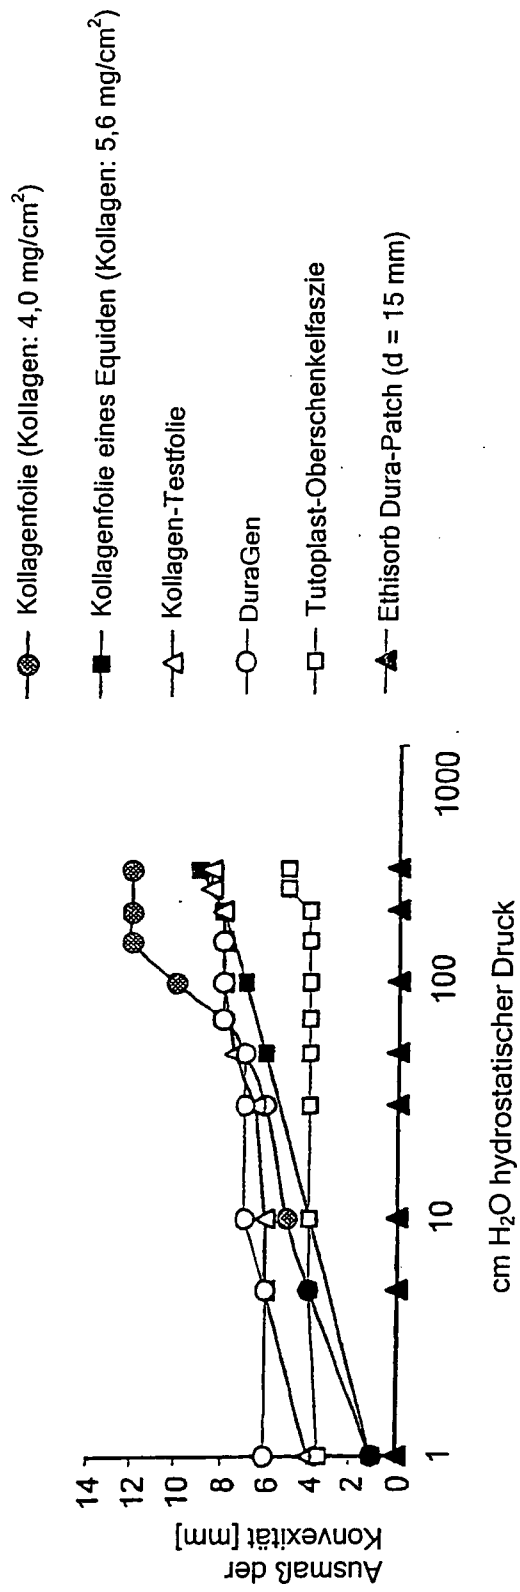 Ausmaß der
Konvexität [mm]
14
12
10
8
6
4
2
0
1
10
100
1000
cm H₂O hydrostatischer Druck
Kollagenfolie (Kollagen: 4,0 mg/cm²)
Kollagenfolie eines Equiden (Kollagen: 5,6 mg/cm²)
Kollagen-Testfolie
DuraGen
Tutoplast-Oberschenkelfaszie
Ethisorb Dura-Patch (d = 15 mm)